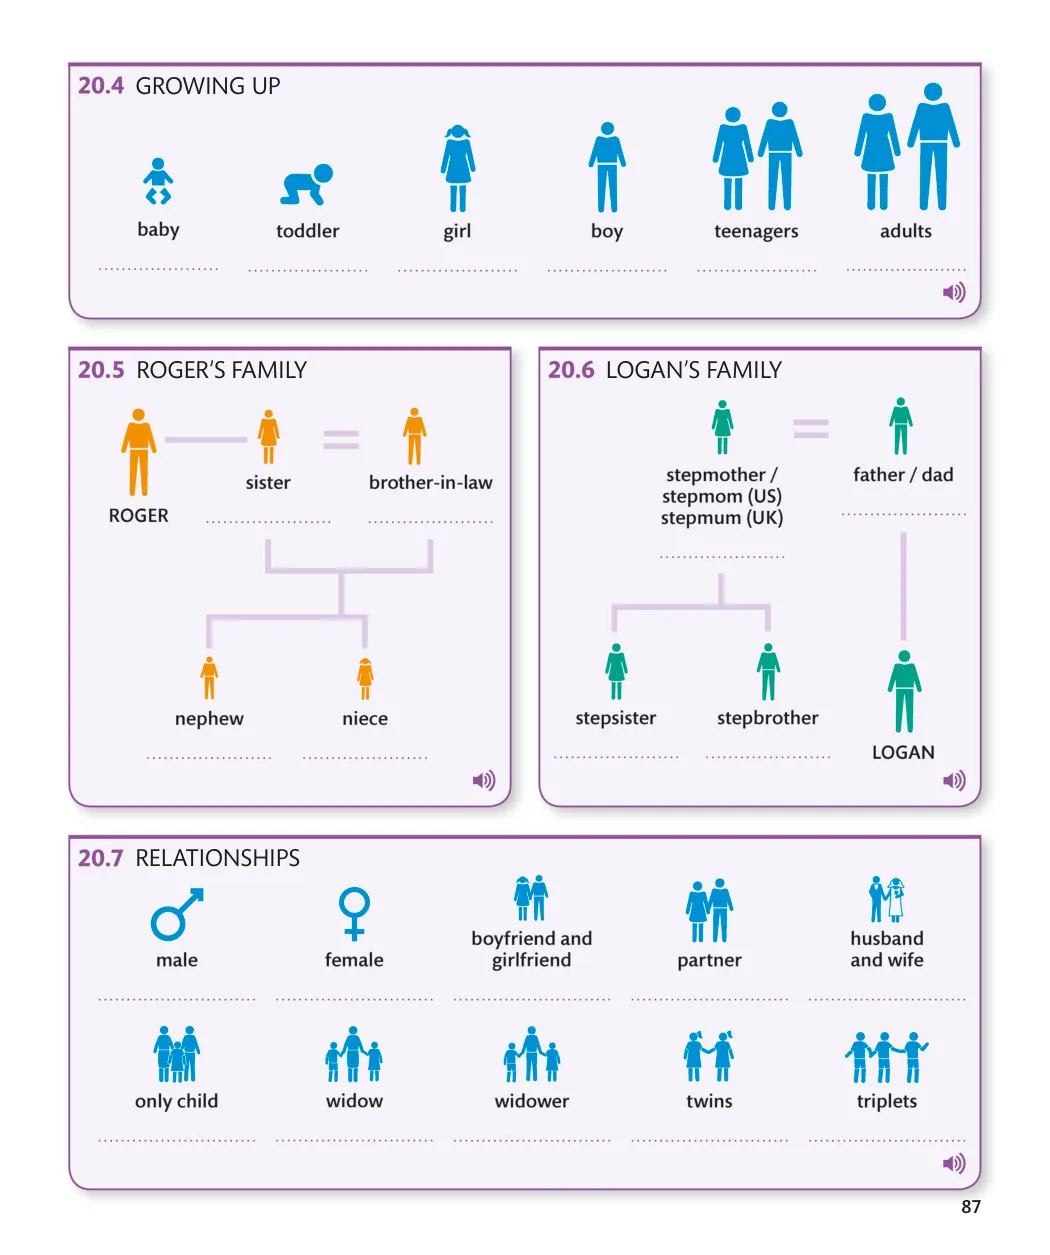 20.4 GROWING UP
baby
toddler
girl
boy
teenagers
adults
20.5 ROGER’S FAMILY
ROGER
sister
brother-in-law
nephew
niece
20.6 LOGAN’S FAMILY
stepmother /
stepmom (US)
stepmum (UK)
father / dad
stepsister
stepbrother
LOGAN
20.7 RELATIONSHIPS
male
female
boyfriend and
girlfriend
partner
husband
and wife
only child
widow
widower
twins
triplets
87